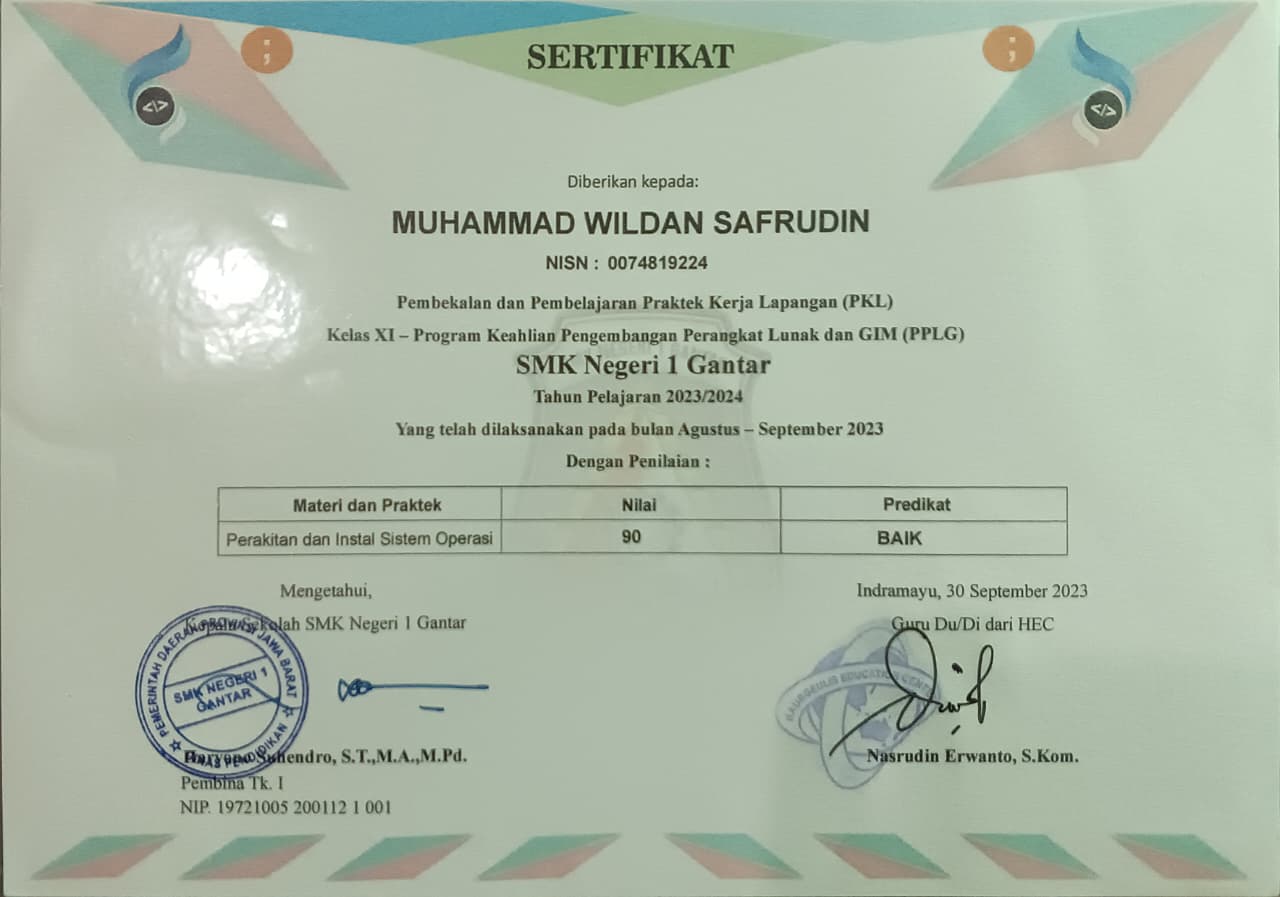 SERTIFIKAT
Diberikan kepada:
MUHAMMAD WILDAN SAFRUDIN
NISN : 0074819224
Pembekalan dan Pembelajaran Praktek Kerja Lapangan (PKL)
Kelas XI – Program Keahlian Pengembangan Perangkat Lunak dan GIM (PPLG)
SMK Negeri 1 Gantar
Tahun Pelajaran 2023/2024
Yang telah dilaksanakan pada bulan Agustus – September 2023
Dengan Penilaian :
Materi dan Praktek Nilai Predikat
Perakitan dan Instal Sistem Operasi 90 BAIK
Mengetahui,
Kepala Sekolah SMK Negeri 1 Gantar
PEMERINTAH DAERAH PROVINSI JAWA BARAT
SMK NEGERI 1
GANTAR
DINAS PENDIDIKAN
Suhendro, S.T.,M.A.,M.Pd.
Pembina Tk. I
NIP. 19721005 200112 1 001
Indramayu, 30 September 2023
Guru Du/Di dari HEC
HAURGEULIS EDUCATION CENTER
Nasrudin Erwanto, S.Kom.